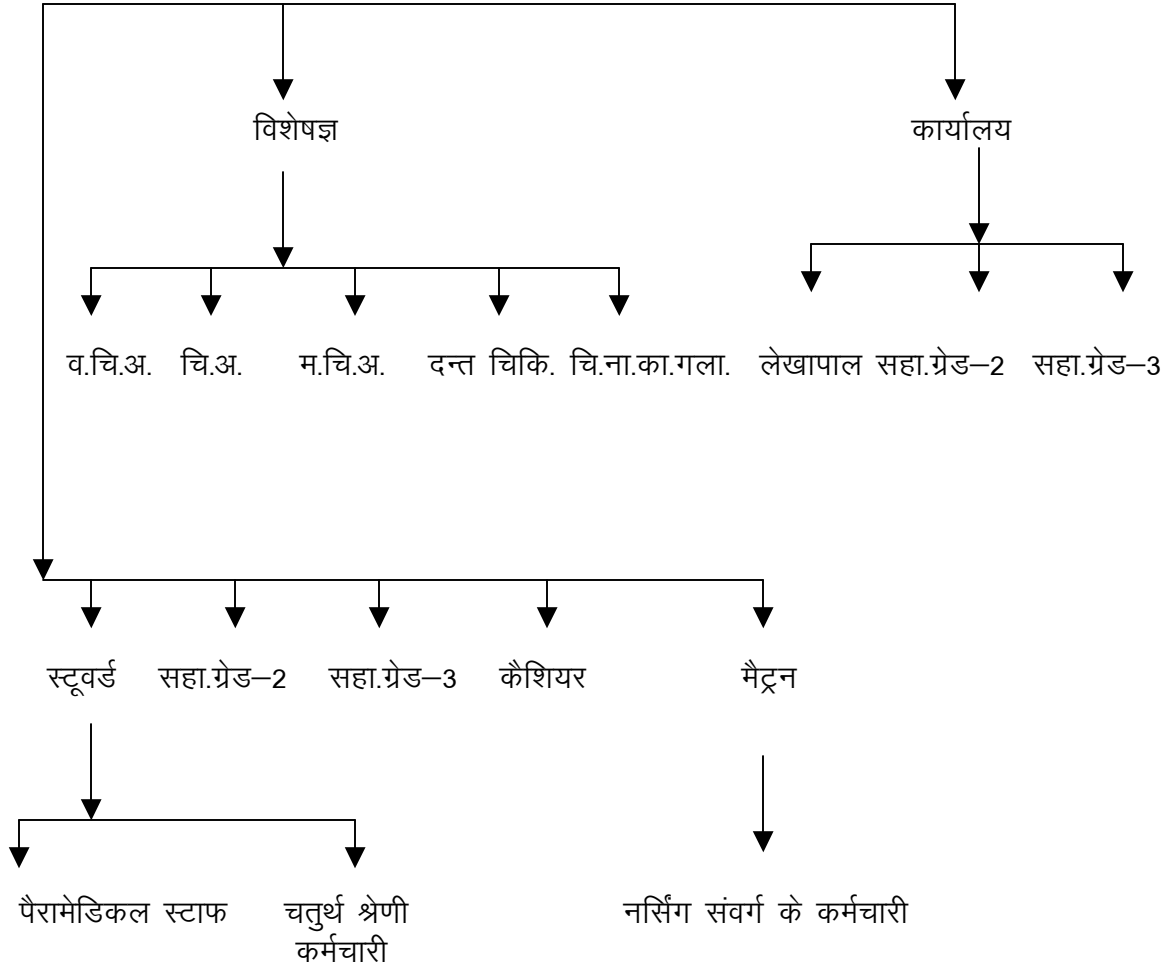 विशेषज्ञ कार्यालय
व.चि.अ. चि.अ. म.चि.अ. दन्त चिकि. चि.ना.का.गला. लेखापाल सहा.ग्रेड–2 सहा.ग्रेड–3
स्टूवर्ड सहा.ग्रेड–2 सहा.ग्रेड–3 कैशियर मैट्रन
पैरामेडिकल स्टाफ चतुर्थ श्रेणी नर्सिंग संवर्ग के कर्मचारी
कर्मचारी